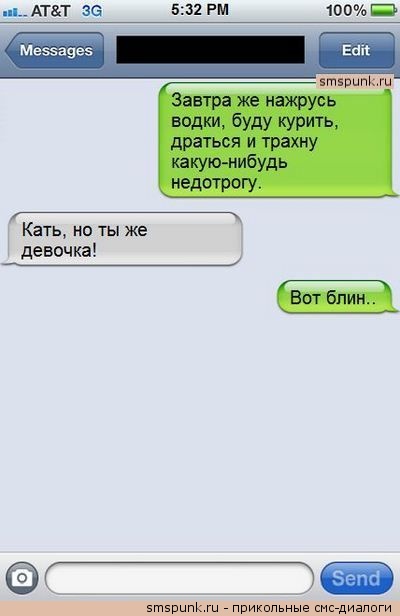 AT&T 3G 5:32 PM 100%
Messages Edit
smspunk.ru
Завтра же нажрусь
водки, буду курить,
драться и трахну
какую-нибудь
недотрогу.
Кать, но ты же
девочка!
Вот блин..
Send
smspunk.ru - прикольные смс-диалоги